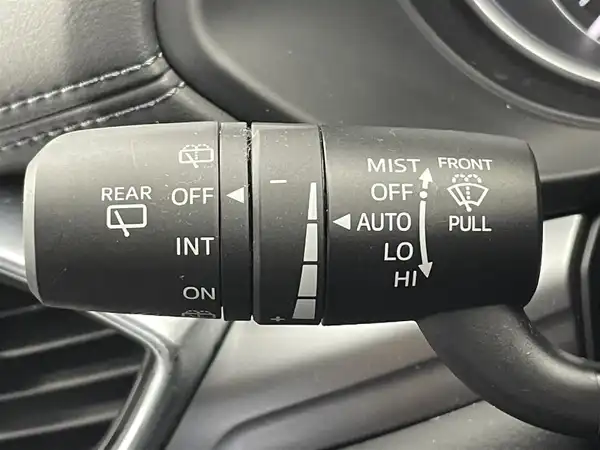 REAR
OFF
INT
ON
−
+
MIST
OFF
AUTO
LO
HI
FRONT
PULL